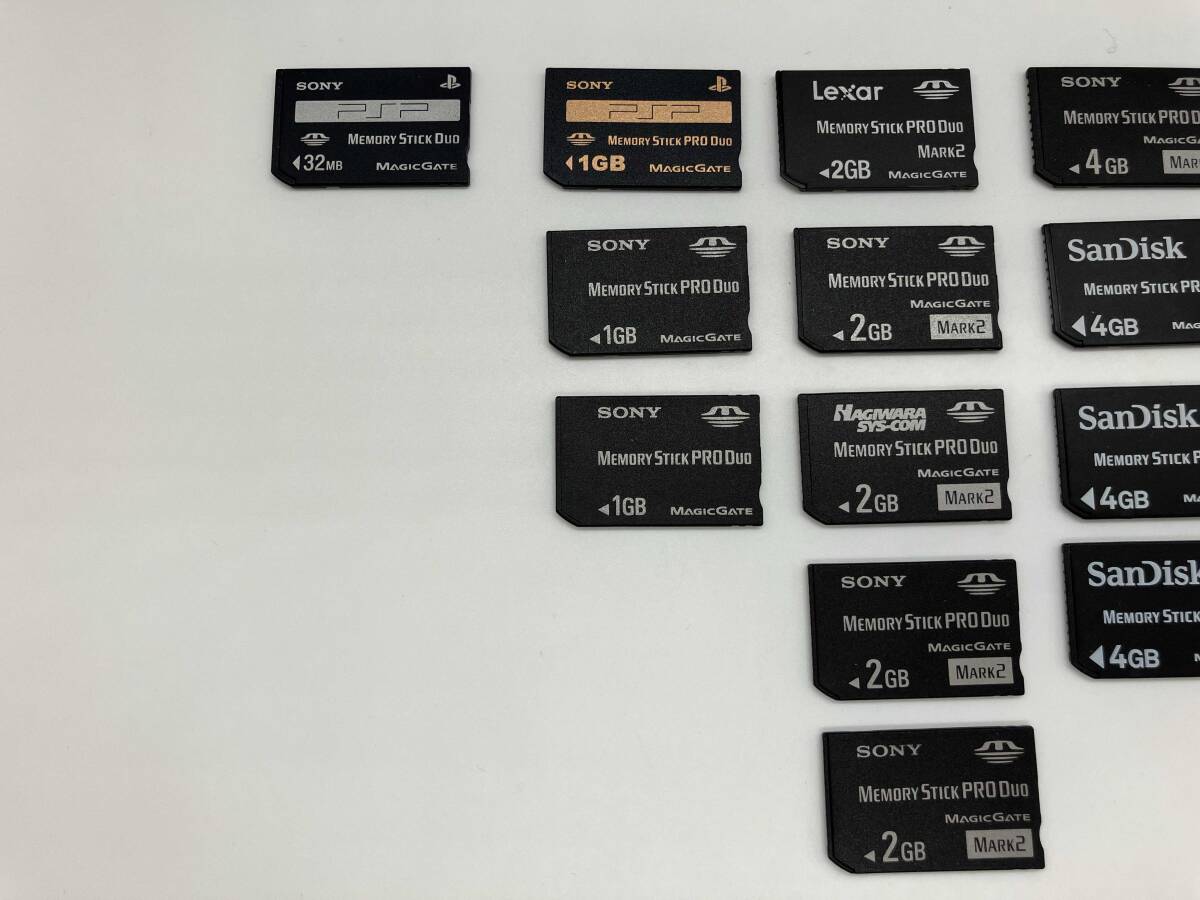 SONY
PSP
MEMORY STICK DUO
32MB MAGICGATE
SONY
PSP
MEMORY STICK PRO DUO
1GB MAGICGATE
Lexar
MEMORY STICK PRO DUO
MARK2
2GB MAGICGATE
SONY
MEMORY STICK PRO
4GB
SONY
MEMORY STICK PRO DUO
1GB MAGICGATE
SONY
MEMORY STICK PRO DUO
MAGICGATE
2GB MARK2
SanDisk
MEMORY STICK
4GB
SONY
MEMORY STICK PRO DUO
1GB MAGICGATE
HAGIWARA
SYS-COM
MEMORY STICK PRO DUO
MAGICGATE
2GB MARK2
SanDisk
MEMORY STICK
4GB
SONY
MEMORY STICK PRO DUO
MAGICGATE
2GB MARK2
SanDisk
MEMORY STICK
4GB
SONY
MEMORY STICK PRO DUO
MAGICGATE
2GB MARK2